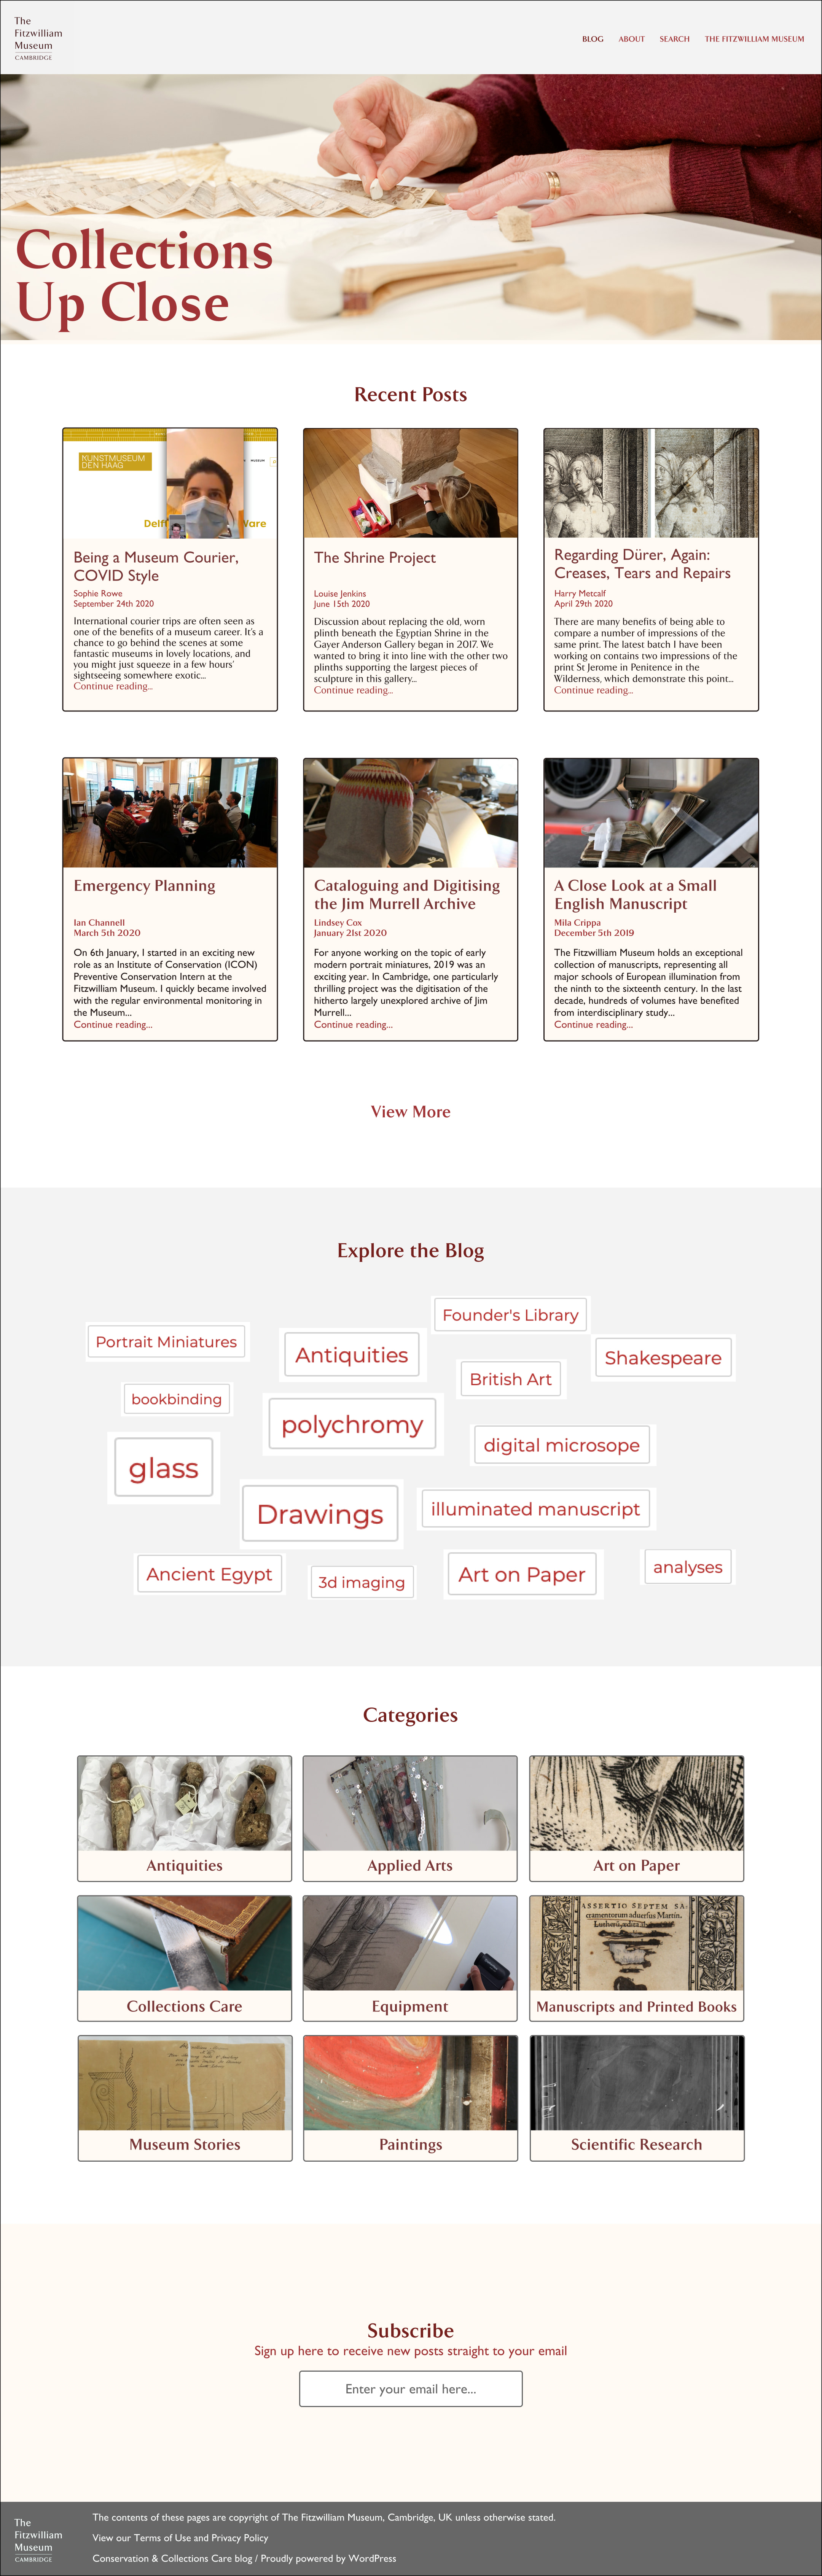 The
Fitzwilliam
Museum
CAMBRIDGE
BLOG
ABOUT
SEARCH
THE FITZWILLIAM MUSEUM
Collections
Up Close
Recent Posts
KUNSTMUSEUM
DEN HAAG
MUSEUM
Delft
Ware
Being a Museum Courier,
COVID Style
Sophie Rowe
September 24th 2020
International courier trips are often seen as
one of the benefits of a museum career. It's a
chance to go behind the scenes at some
fantastic museums in lovely locations, and
you might just squeeze in a few hours'
sightseeing somewhere exotic...
Continue reading...
The Shrine Project
Louise Jenkins
June 15th 2020
Discussion about replacing the old, worn
plinth beneath the Egyptian Shrine in the
Gayer Anderson Gallery began in 2017. We
wanted to bring it into line with the other two
plinths supporting the largest pieces of
sculpture in this gallery...
Continue reading...
Regarding Dürer, Again:
Creases, Tears and Repairs
Harry Metcalf
April 29th 2020
There are many benefits of being able to
compare a number of impressions of the
same print. The latest batch I have been
working on contains two impressions of the
print St Jerome in Penitence in the
Wilderness, which demonstrate this point...
Continue reading...
Emergency Planning
Ian Channell
March 5th 2020
On 6th January, I started in an exciting new
role as an Institute of Conservation (ICON)
Preventive Conservation Intern at the
Fitzwilliam Museum. I quickly became involved
with the regular environmental monitoring in
the Museum...
Continue reading...
Cataloguing and Digitising
the Jim Murrell Archive
Lindsey Cox
January 21st 2020
For anyone working on the topic of early
modern portrait miniatures, 2019 was an
exciting year. In Cambridge, one particularly
thrilling project was the digitisation of the
hitherto largely unexplored archive of Jim
Murrell...
Continue reading...
A Close Look at a Small
English Manuscript
Mila Crippa
December 5th 2019
The Fitzwilliam Museum holds an exceptional
collection of manuscripts, representing all
major schools of European illumination from
the ninth to the sixteenth century. In the last
decade, hundreds of volumes have benefited
from interdisciplinary study...
Continue reading...
View More
Explore the Blog
Founder's Library
Portrait Miniatures
Antiquities
Shakespeare
British Art
bookbinding
polychromy
digital microsope
glass
Drawings
illuminated manuscript
Ancient Egypt
3d imaging
Art on Paper
analyses
Categories
Antiquities
Applied Arts
Art on Paper
ASSERTIO SEPTEM SA-
cramentorum aduersus Martin.
Collections Care
Equipment
Manuscripts and Printed Books
Museum Stories
Paintings
Scientific Research
Subscribe
Sign up here to receive new posts straight to your email
Enter your email here...
The
Fitzwilliam
Museum
CAMBRIDGE
The contents of these pages are copyright of The Fitzwilliam Museum, Cambridge, UK unless otherwise stated.
View our Terms of Use and Privacy Policy
Conservation & Collections Care blog / Proudly powered by WordPress